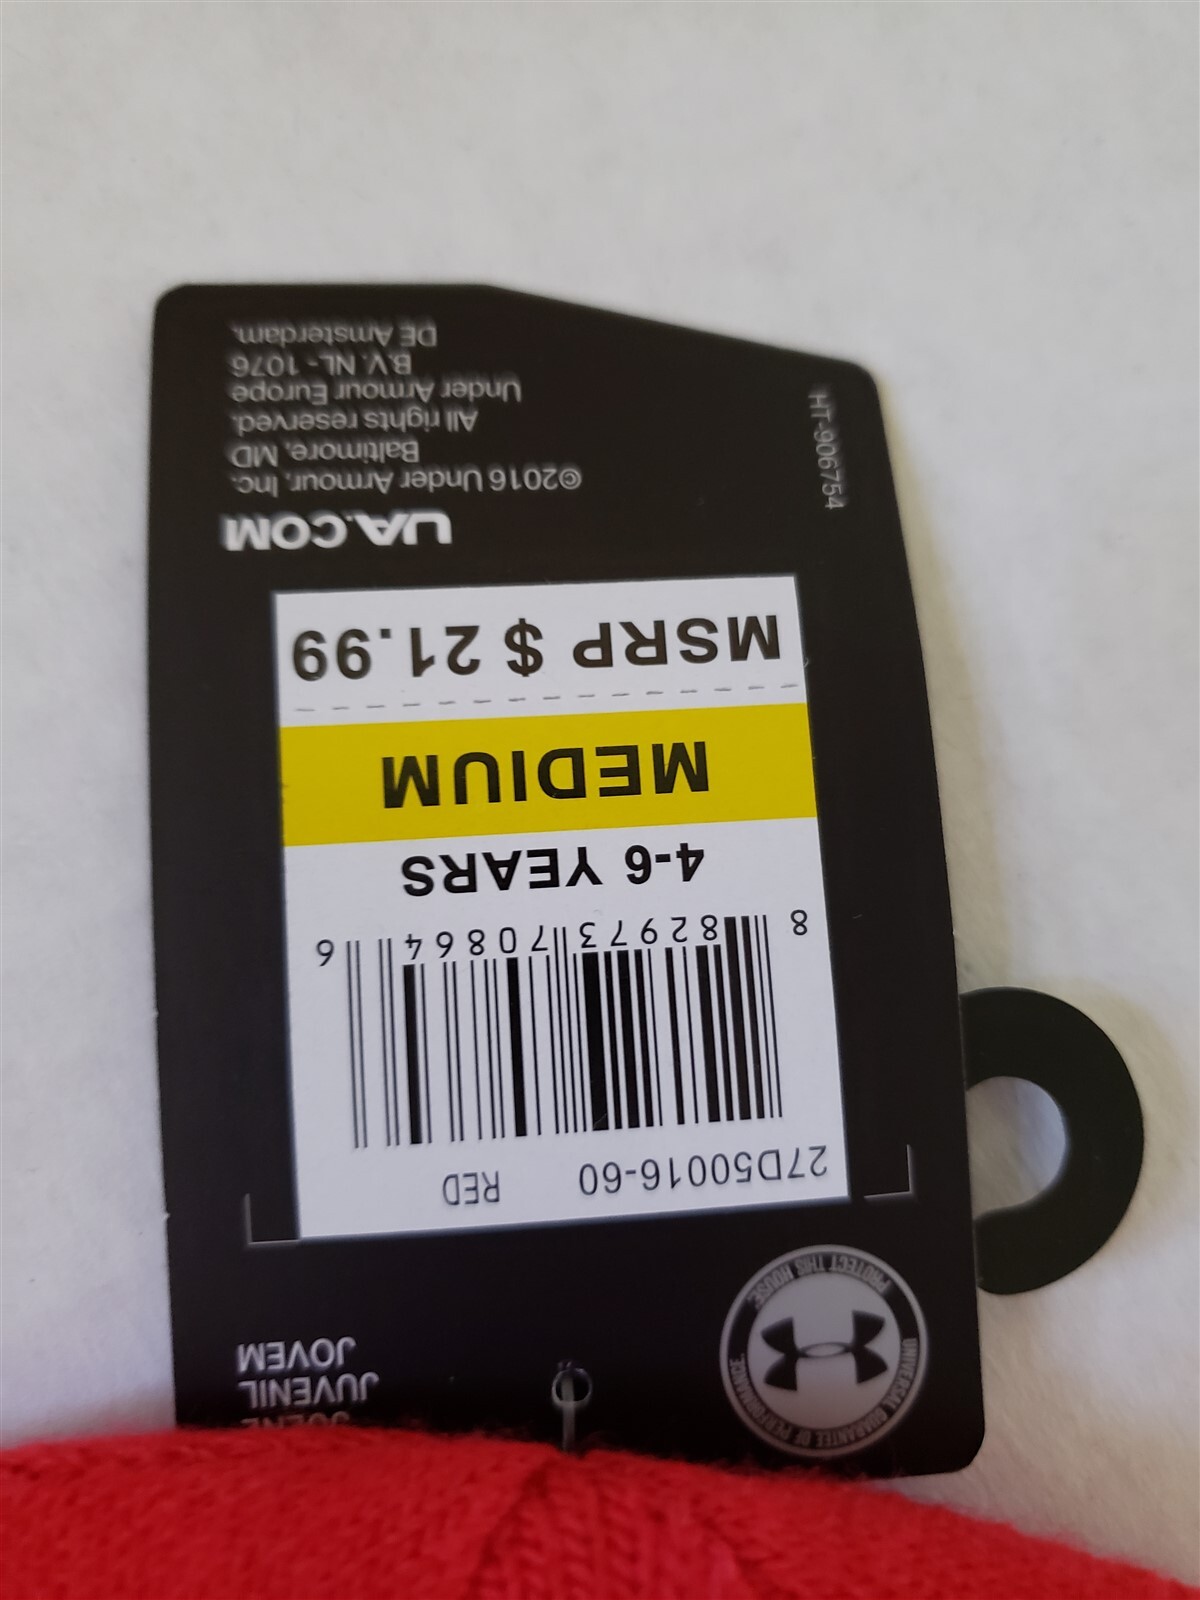 JUVENIL
JOVEM
UNIVERSAL GUARANTEE OF PERFORMANCE.
PROTECT THIS HOUSE.
27D50016-60 RED
8 82973 70864 6
4-6 YEARS
MEDIUM
MSRP $ 21.99
UA.COM
©2016 Under Armour, Inc.
Baltimore, MD
All rights reserved.
Under Armour Europe
B.V. NL - 1076
DE Amsterdam.
HT-906754